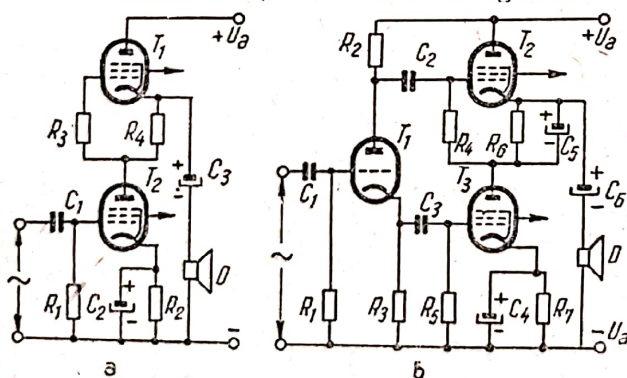 T1
+Ua
R3
R4
T2
C1
C3
R1
C2
+
-
R2
+
-
D
~
-
а
R2
C2
T2
+Ua
R4
R6
+
-
C5
T1
T3
C1
C3
+
C6
-
D
~
R1
R3
R5
+
C4
-
R7
-
Ua
б